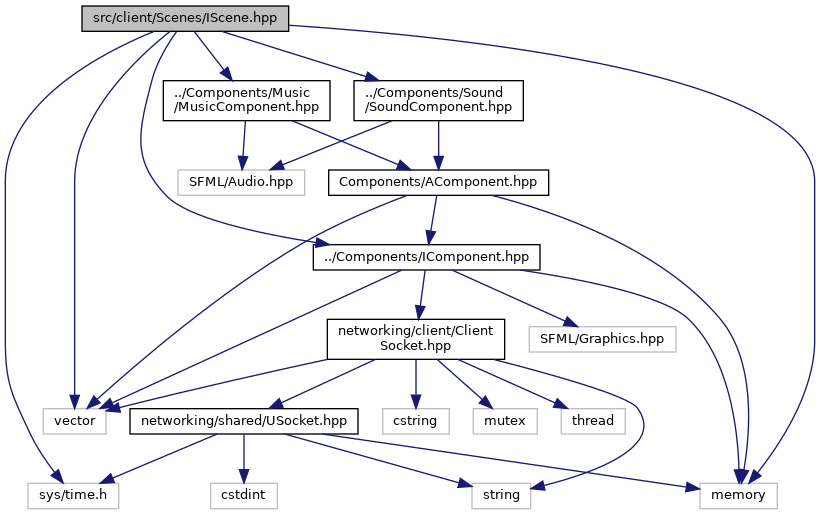 src/client/Scenes/IScene.hpp
../Components/Music
/MusicComponent.hpp
../Components/Sound
/SoundComponent.hpp
SFML/Audio.hpp
Components/AComponent.hpp
../Components/IComponent.hpp
networking/client/Client
Socket.hpp
SFML/Graphics.hpp
vector
networking/shared/USocket.hpp
cstring
mutex
thread
sys/time.h
cstdint
string
memory